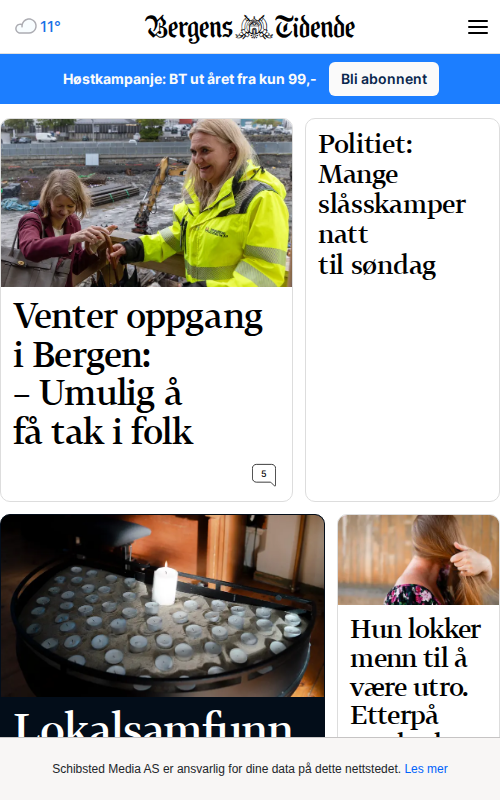 11°
Bergens Tidende
Høstkampanje: BT ut året fra kun 99,-
Bli abonnent
Venter oppgang
i Bergen:
– Umulig å
få tak i folk
5
Politiet:
Mange
slåsskamper
natt
til søndag
Lokalsamfunn
Hun lokker
menn til å
være utro.
Etterpå
Schibsted Media AS er ansvarlig for dine data på dette nettstedet. Les mer